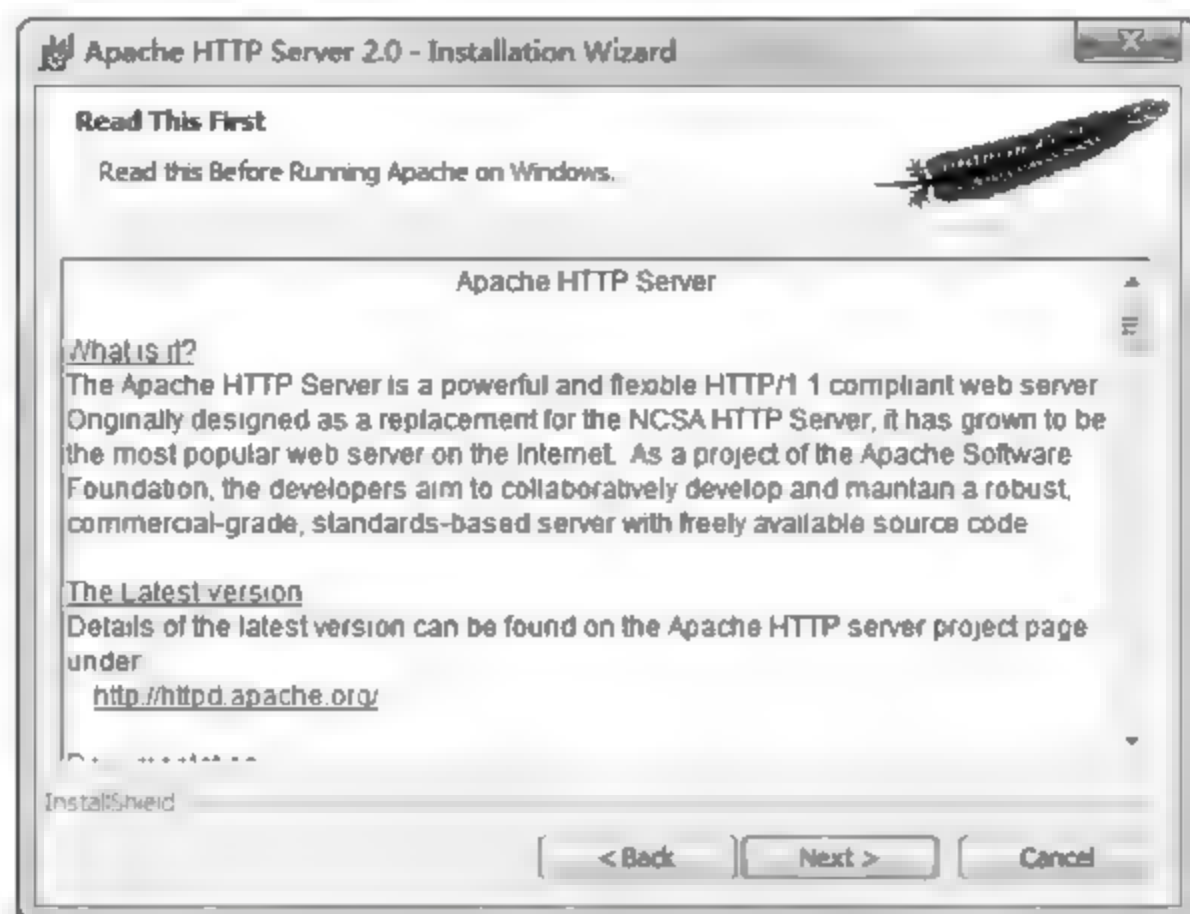 Apache HTTP Server 2.0 - Installation Wizard
Read This First
Read this Before Running Apache on Windows.
Apache HTTP Server
What is it?
The Apache HTTP Server is a powerful and flexible HTTP/1.1 compliant web server
Originally designed as a replacement for the NCSA HTTP Server, it has grown to be
the most popular web server on the Internet. As a project of the Apache Software
Foundation, the developers aim to collaboratively develop and maintain a robust,
commercial-grade, standards-based server with freely available source code
The Latest version
Details of the latest version can be found on the Apache HTTP server project page
under
http://httpd.apache.org/
InstallShield
< Back
Next >
Cancel